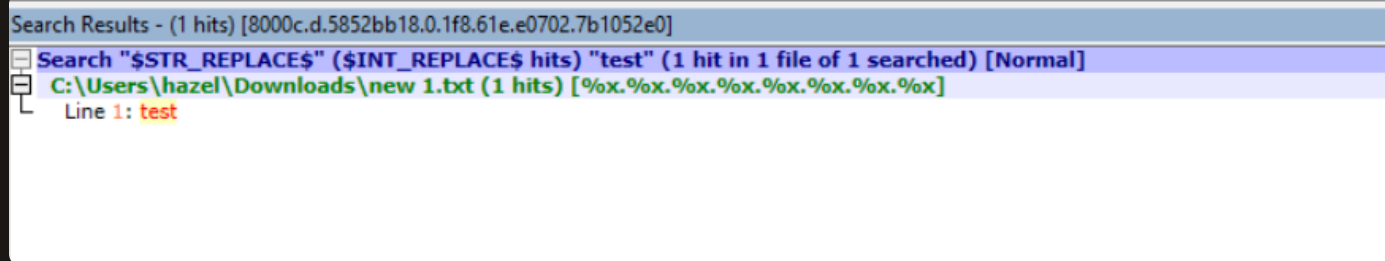 Search Results - (1 hits) [8000c.d.5852bb18.0.1f8.61e.e0702.7b1052e0]
Search "$STR_REPLACE$" ($INT_REPLACE$ hits) "test" (1 hit in 1 file of 1 searched) [Normal]
C:\Users\hazel\Downloads\new 1.txt (1 hits) [%x.%x.%x.%x.%x.%x.%x.%x]
Line 1: test